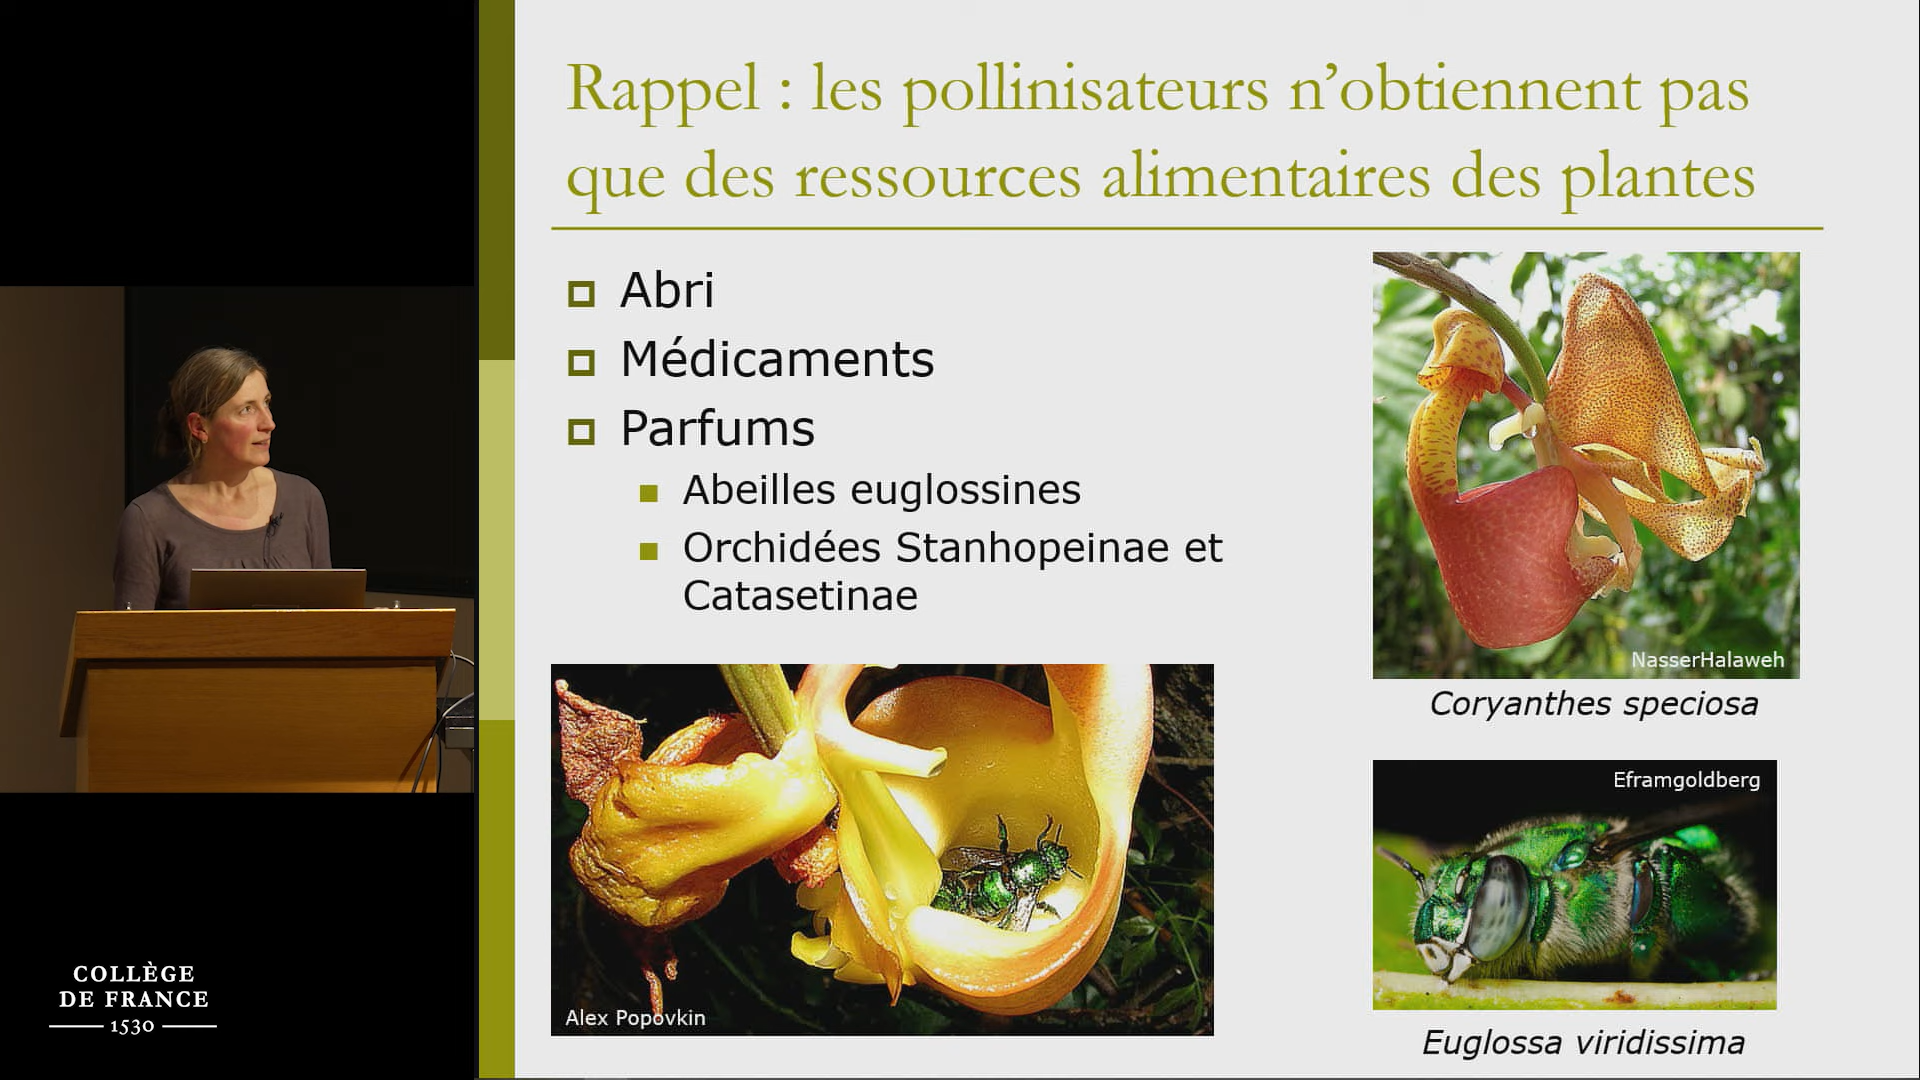 Rappel : les pollinisateurs n’obtiennent pas
que des ressources alimentaires des plantes
Abri
Médicaments
Parfums
Abeilles euglossines
Orchidées Stanhopeinae et
Catasetinae
NasserHalaweh
Coryanthes speciosa
Alex Popovkin
Eframgoldberg
Euglossa viridissima
COLLÈGE
DE FRANCE
1530